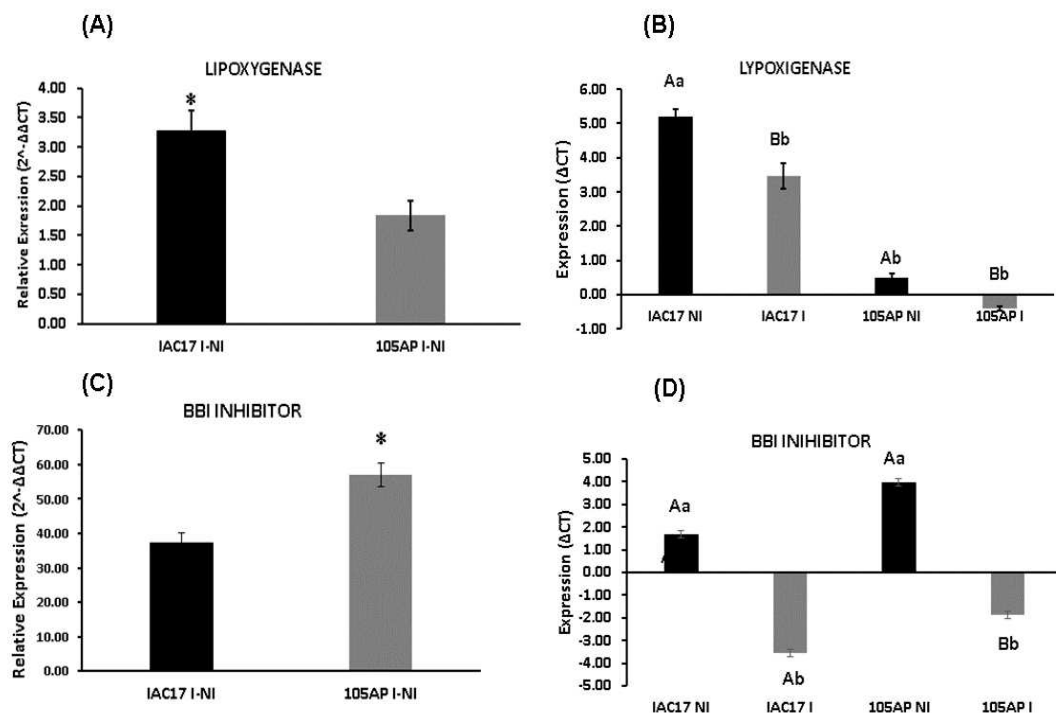 (A)
LIPOXYGENASE
Relative Exression (2^-ΔΔCT)
4.00
3.50
3.00
2.50
2.00
1.50
1.00
0.50
0.00
*
IAC17 I-NI
105AP I-NI
(B)
LYPOXIGENASE
Expression (ΔCT)
6.00
5.00
4.00
3.00
2.00
1.00
0.00
-1.00
Aa
Bb
Ab
Bb
IAC17 NI
IAC17 I
105AP NI
105AP I
(C)
BBI INHIBITOR
Relative Expression (2^-ΔΔCT)
70.00
60.00
50.00
40.00
30.00
20.00
10.00
0.00
*
IAC17 I-NI
105AP I-NI
(D)
BBI INIHIBITOR
Expression (ΔCT)
5.00
4.00
3.00
2.00
1.00
0.00
-1.00
-2.00
-3.00
-4.00
-5.00
Aa
Ab
Aa
Bb
IAC17 NI
IAC17 I
105AP NI
105AP I